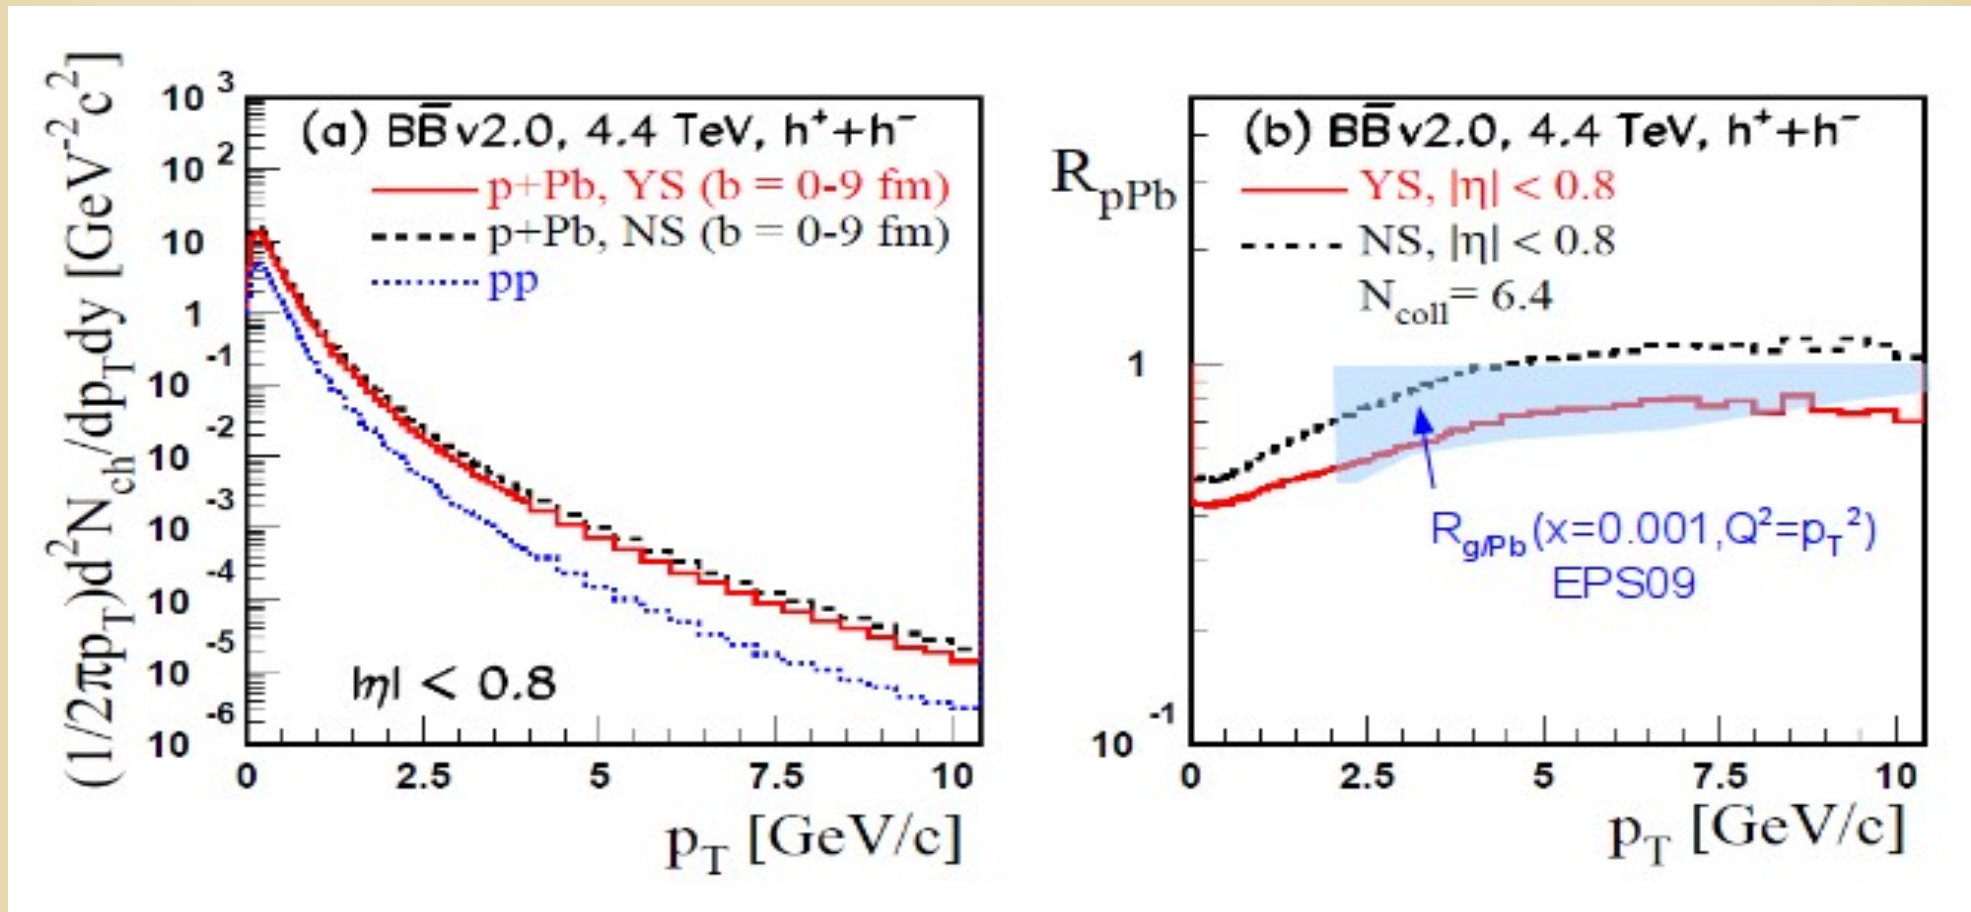 (1/2πp_T)d²N_ch/dp_Tdy [GeV⁻²c²]
10³
10²
10
1
10⁻¹
10⁻²
10⁻³
10⁻⁴
10⁻⁵
10⁻⁶
(a) BB̅ v2.0, 4.4 TeV, h⁺+h⁻
p+Pb, YS (b = 0-9 fm)
p+Pb, NS (b = 0-9 fm)
pp
|η| < 0.8
0 2.5 5 7.5 10
p_T [GeV/c]
R_pPb
1
10⁻¹
(b) BB̅ v2.0, 4.4 TeV, h⁺+h⁻
YS, |η| < 0.8
NS, |η| < 0.8
N_coll= 6.4
R_g/Pb(x=0.001,Q²=p_T²)
EPS09
0 2.5 5 7.5 10
p_T [GeV/c]